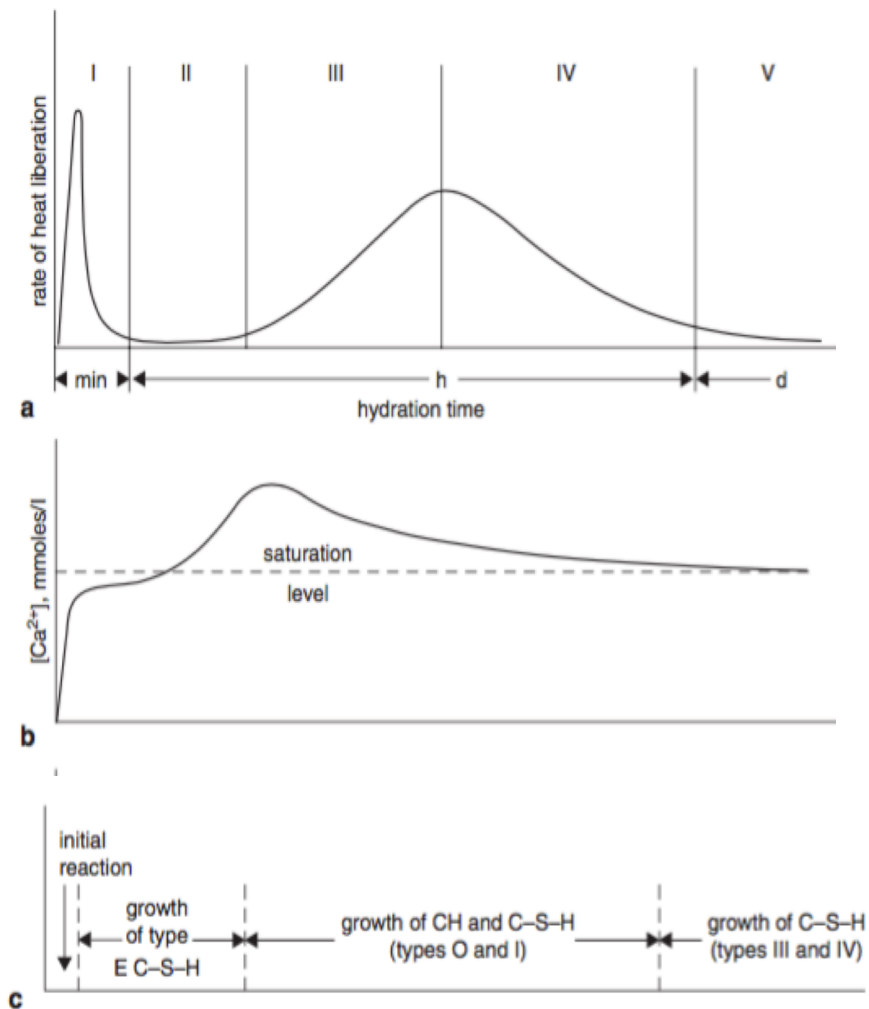 I II III IV V
rate of heat liberation
min h d
a
hydration time
[Ca²⁺], mmoles/l
saturation
level
b
initial
reaction
growth
of type
E C–S–H
growth of CH and C–S–H
(types O and I)
growth of C–S–H
(types III and IV)
c